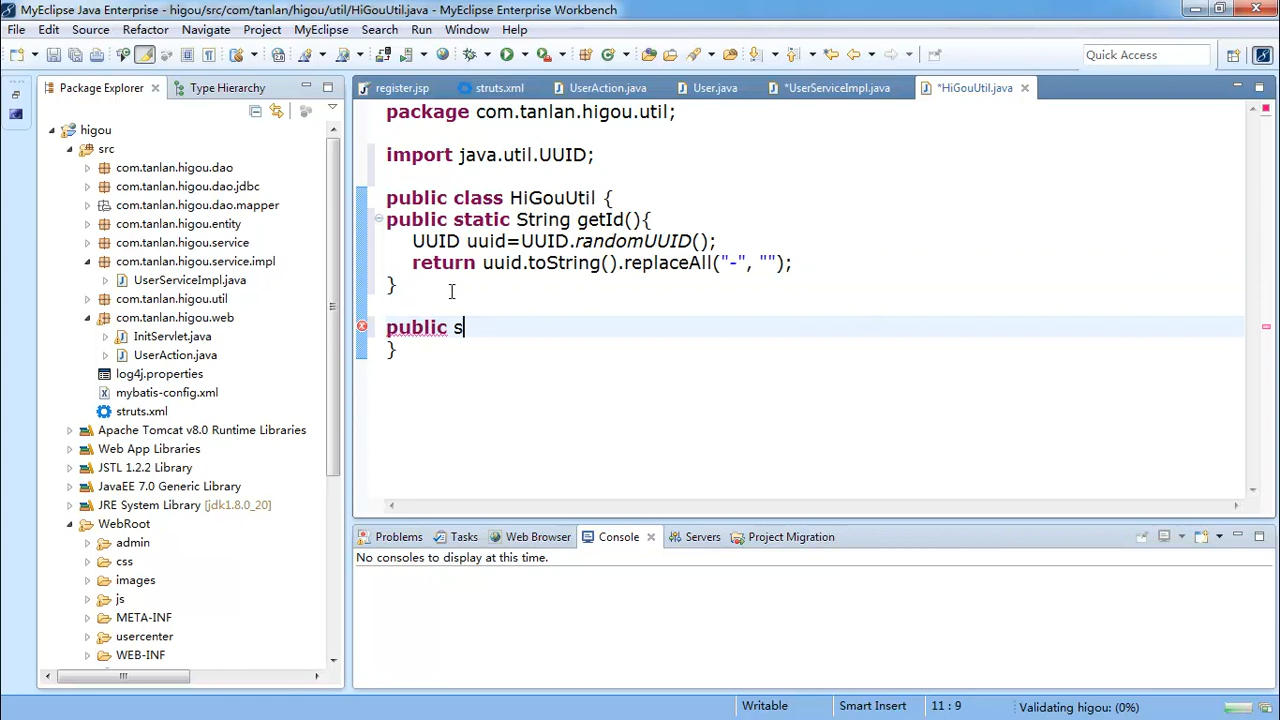 MyEclipse Java Enterprise - higou/src/com/tanlan/higou/util/HiGouUtil.java - MyEclipse Enterprise Workbench
File Edit Source Refactor Navigate Project MyEclipse Search Run Window Help
Quick Access
Package Explorer Type Hierarchy
higou
src
com.tanlan.higou.dao
com.tanlan.higou.dao.jdbc
com.tanlan.higou.dao.mapper
com.tanlan.higou.entity
com.tanlan.higou.service
com.tanlan.higou.service.impl
UserServiceImpl.java
com.tanlan.higou.util
com.tanlan.higou.web
InitServlet.java
UserAction.java
log4j.properties
mybatis-config.xml
struts.xml
Apache Tomcat v8.0 Runtime Libraries
Web App Libraries
JSTL 1.2.2 Library
JavaEE 7.0 Generic Library
JRE System Library [jdk1.8.0_20]
WebRoot
admin
css
images
js
META-INF
usercenter
WEB-INF
register.jsp struts.xml UserAction.java User.java *UserServiceImpl.java *HiGouUtil.java
package com.tanlan.higou.util;
import java.util.UUID;
public class HiGouUtil {
public static String getId(){
UUID uuid=UUID.randomUUID();
return uuid.toString().replaceAll("-", "");
}
public s
}
Problems Tasks Web Browser Console Servers Project Migration
No consoles to display at this time.
Writable Smart Insert 11 : 9 Validating higou: (0%)